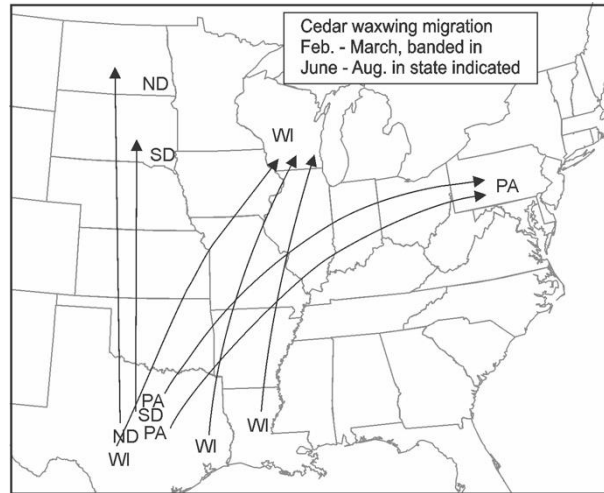 Cedar waxwing migration
Feb. - March, banded in
June - Aug. in state indicated
ND
WI
SD
PA
PA
SD
ND
PA
WI
WI
WI